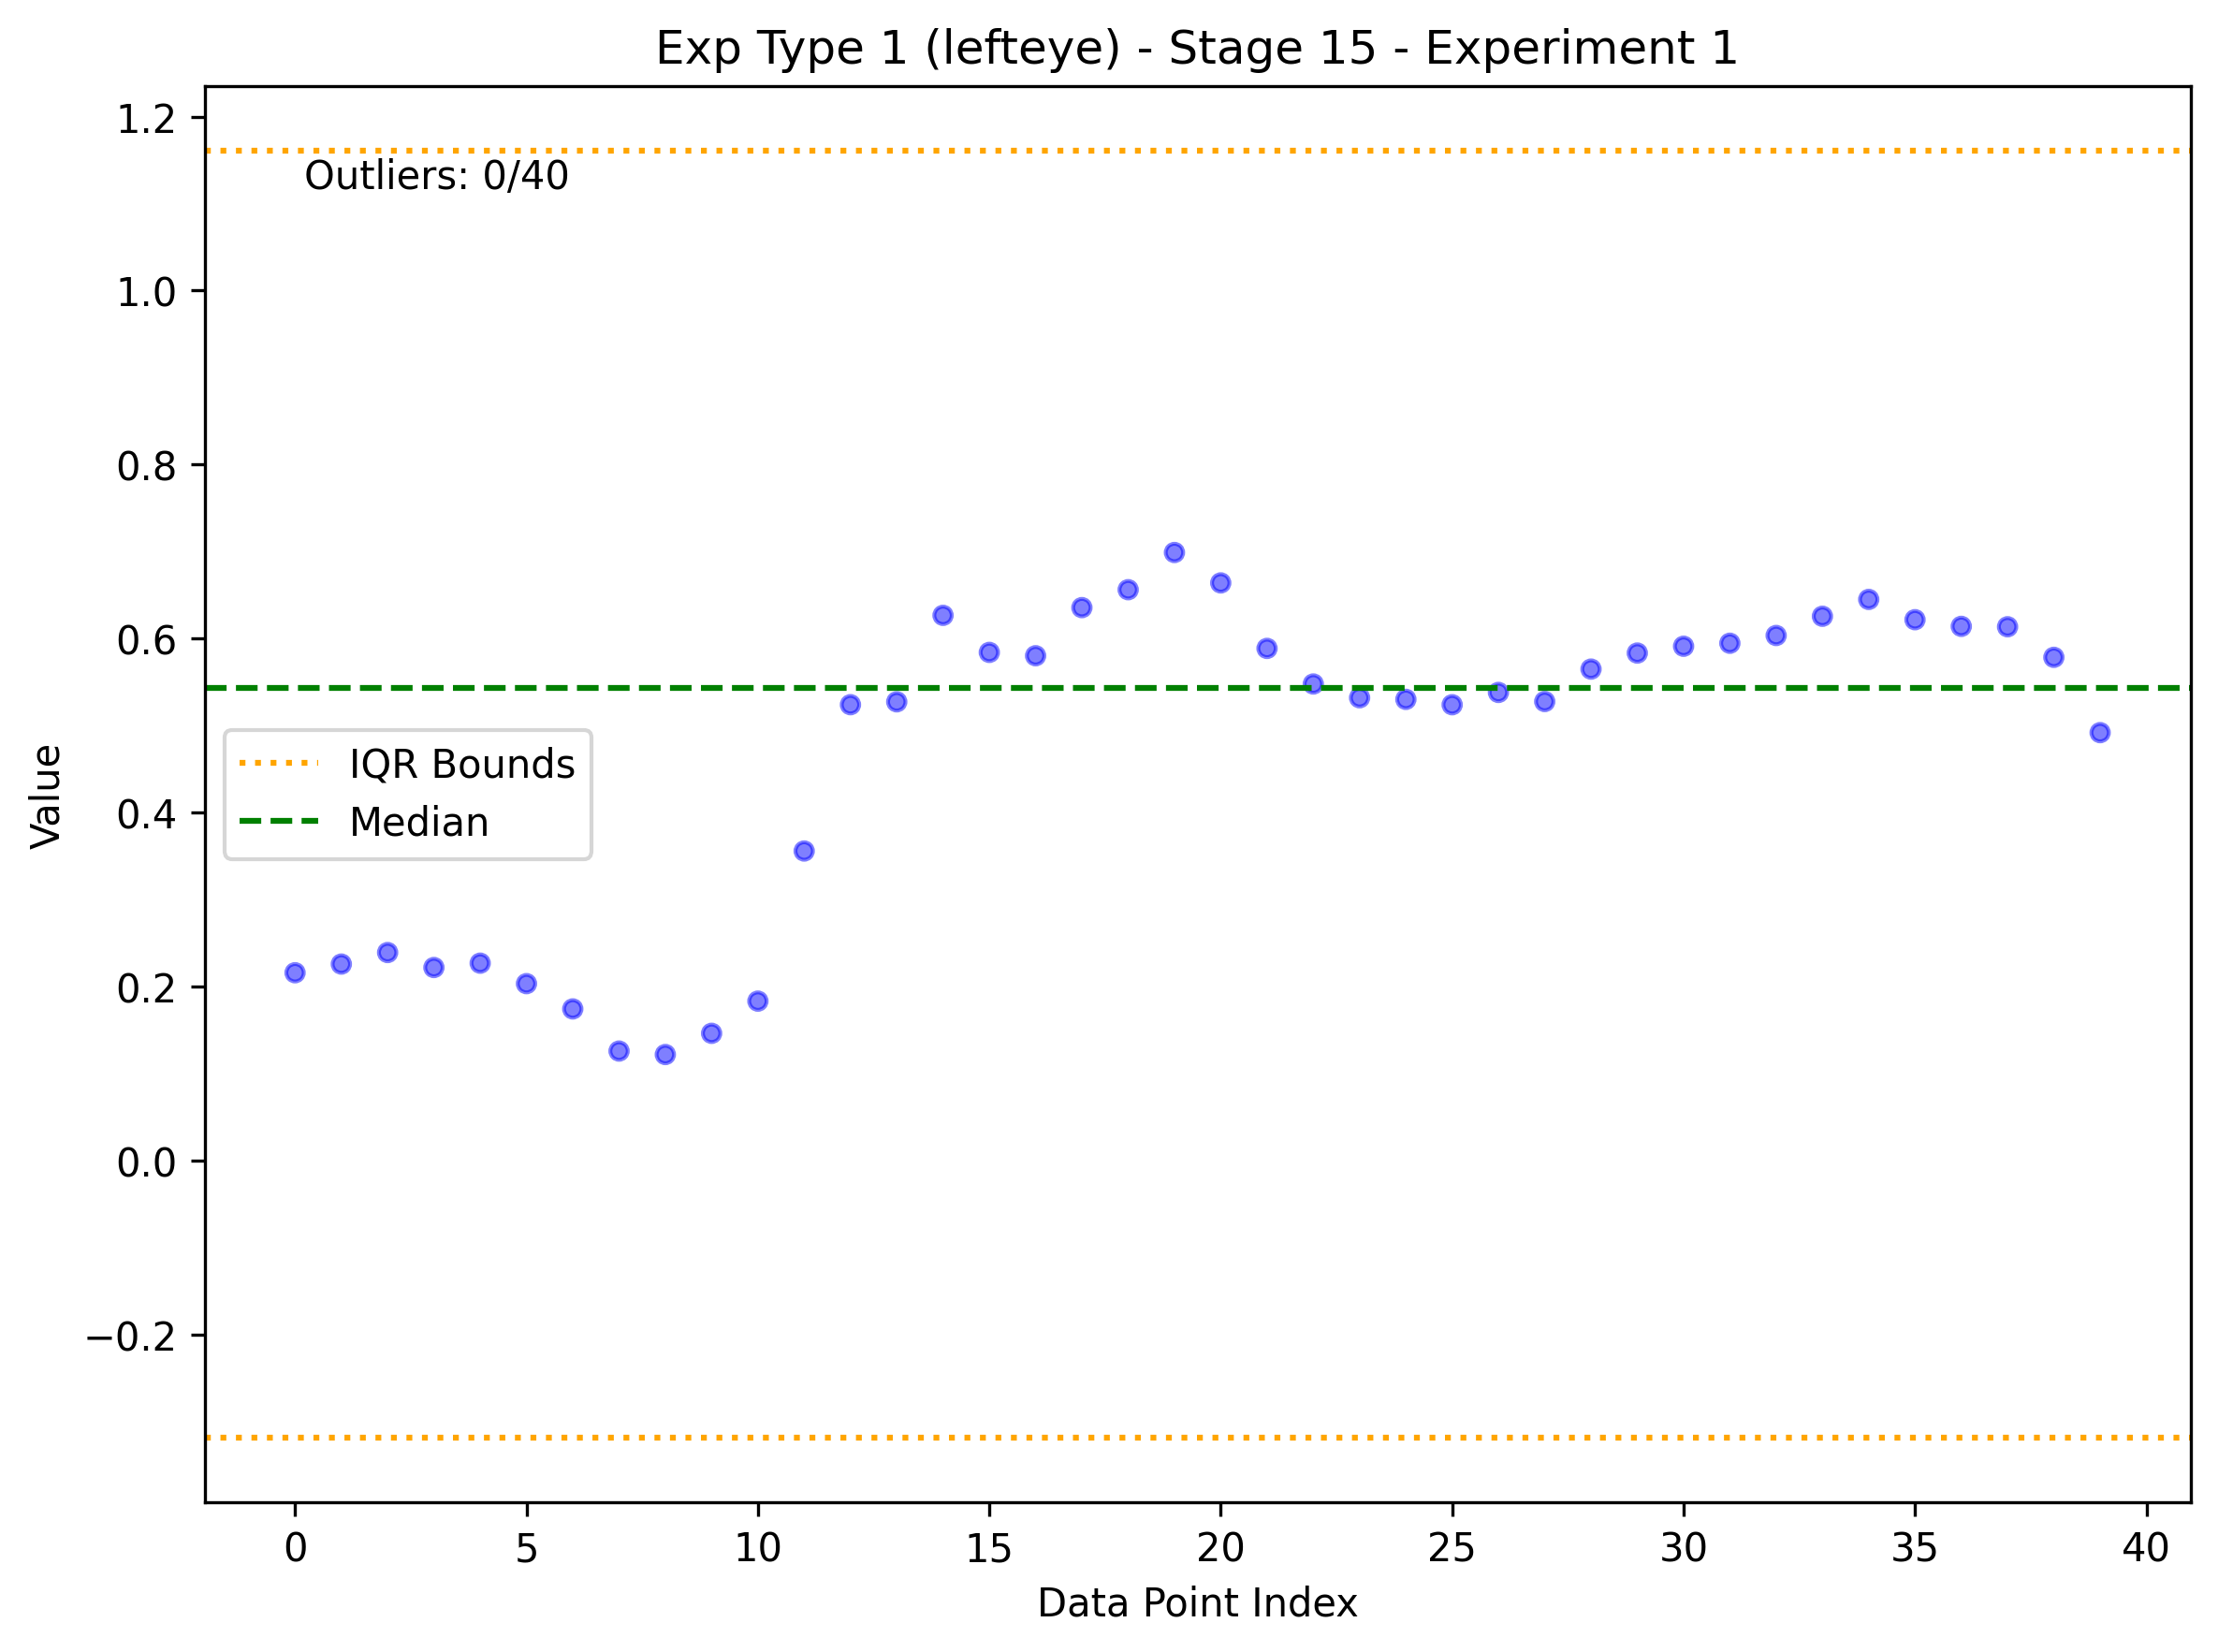 Exp Type 1 (lefteye) - Stage 15 - Experiment 1
1.2
Outliers: 0/40
1.0
0.8
0.6
IQR Bounds
Median
0.4
0.2
0.0
−0.2
Value
0 5 10 15 20 25 30 35 40
Data Point Index